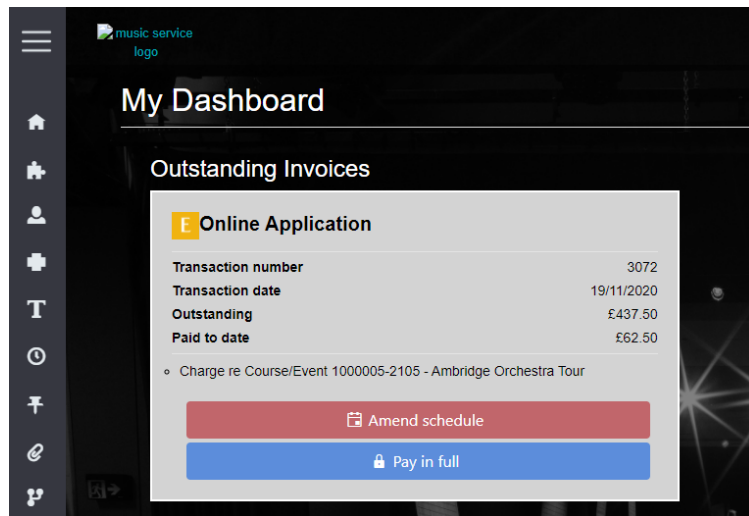 music service
logo
My Dashboard
Outstanding Invoices
E Online Application
Transaction number 3072
Transaction date 19/11/2020
Outstanding £437.50
Paid to date £62.50
Charge re Course/Event 1000005-2105 - Ambridge Orchestra Tour
Amend schedule
Pay in full